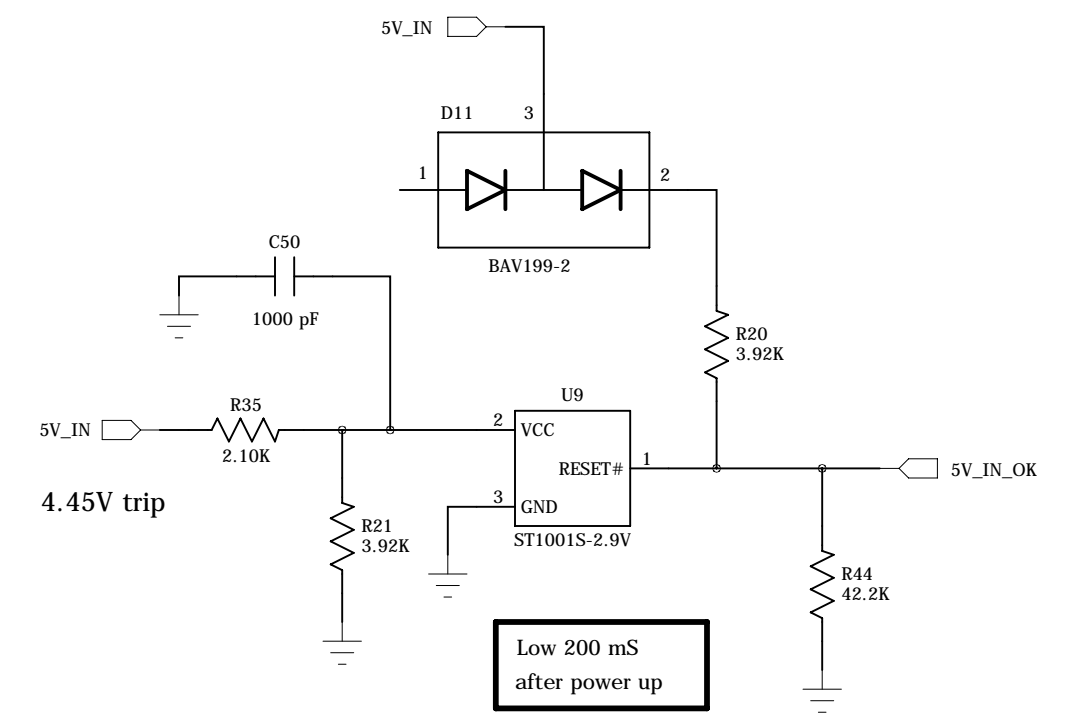 5V_IN
D11
3
1
2
BAV199-2
C50
1000 pF
R20
3.92K
U9
R35
5V_IN
2.10K
2
VCC
RESET#
1
5V_IN_OK
4.45V trip
3
GND
ST1001S-2.9V
R21
3.92K
R44
42.2K
Low 200 mS
after power up